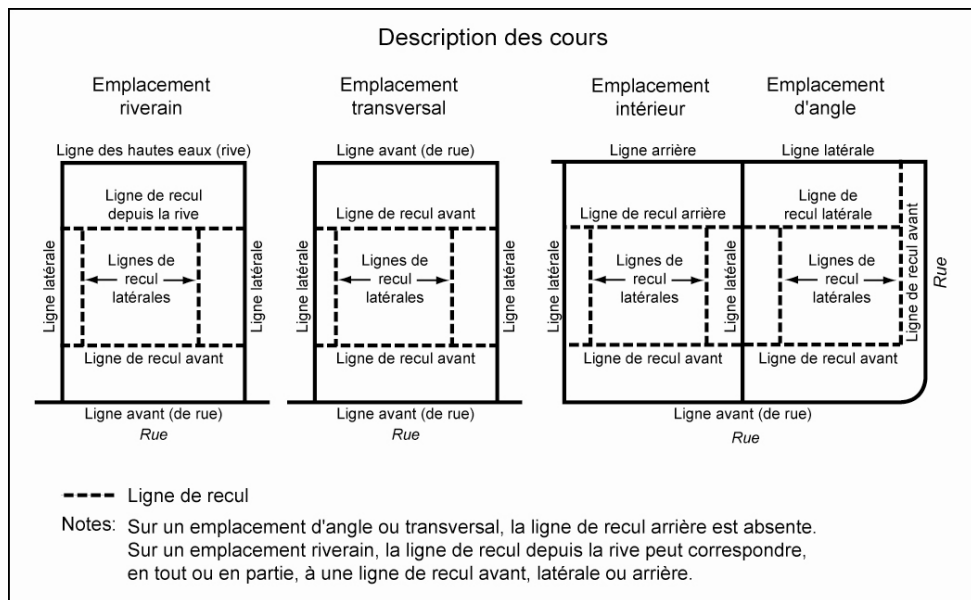 Description des cours
Emplacement
riverain
Ligne des hautes eaux (rive)
Ligne de recul
depuis la rive
Ligne latérale
Lignes de
recul
latérales
Ligne latérale
Ligne de recul avant
Ligne avant (de rue)
Rue
Emplacement
transversal
Ligne avant (de rue)
Ligne de recul avant
Ligne latérale
Lignes de
recul
latérales
Ligne latérale
Ligne de recul avant
Ligne avant (de rue)
Rue
Emplacement
intérieur
Ligne arrière
Ligne de recul arrière
Ligne latérale
Lignes de
recul
latérales
Ligne latérale
Ligne de recul avant
Emplacement
d'angle
Ligne latérale
Ligne de
recul latérale
Lignes de
recul
latérales
Ligne de recul avant
Rue
Ligne de recul avant
Ligne avant (de rue)
Rue
Ligne de recul
Notes: Sur un emplacement d'angle ou transversal, la ligne de recul arrière est absente.
Sur un emplacement riverain, la ligne de recul depuis la rive peut correspondre,
en tout ou en partie, à une ligne de recul avant, latérale ou arrière.